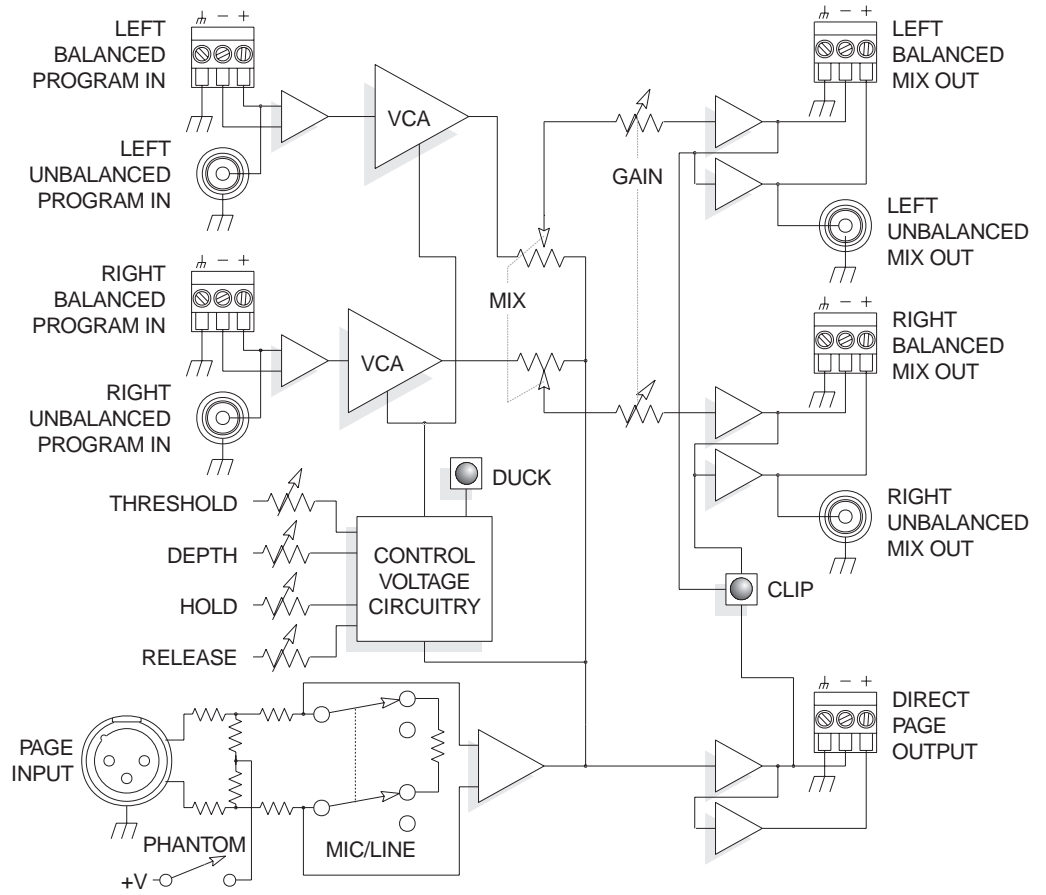 LEFT
BALANCED
PROGRAM IN
− +
VCA
LEFT
UNBALANCED
PROGRAM IN
RIGHT
BALANCED
PROGRAM IN
− +
VCA
RIGHT
UNBALANCED
PROGRAM IN
MIX
GAIN
− +
LEFT
BALANCED
MIX OUT
LEFT
UNBALANCED
MIX OUT
− +
RIGHT
BALANCED
MIX OUT
RIGHT
UNBALANCED
MIX OUT
DUCK
THRESHOLD
DEPTH
HOLD
RELEASE
CONTROL
VOLTAGE
CIRCUITRY
CLIP
PAGE
INPUT
PHANTOM
+V
MIC/LINE
− +
DIRECT
PAGE
OUTPUT